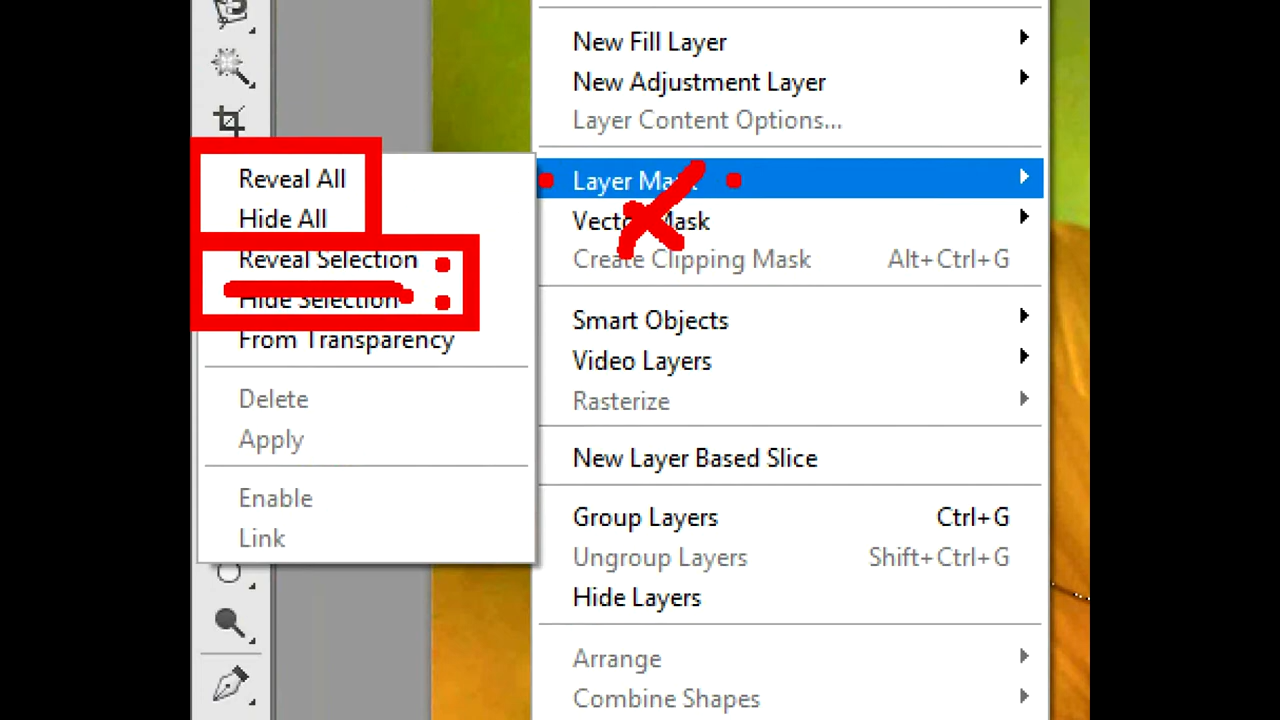 New Fill Layer
New Adjustment Layer
Layer Content Options...
Layer Mask
Vector Mask
Create Clipping Mask Alt+Ctrl+G
Smart Objects
Video Layers
Rasterize
New Layer Based Slice
Group Layers Ctrl+G
Ungroup Layers Shift+Ctrl+G
Hide Layers
Arrange
Combine Shapes
Reveal All
Hide All
Reveal Selection
Hide Selection
From Transparency
Delete
Apply
Enable
Link